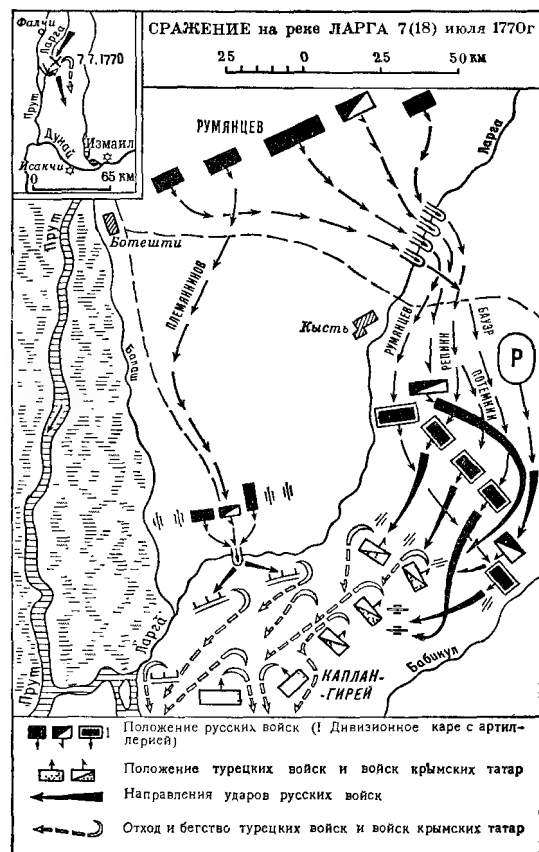 СРАЖЕНИЕ на реке ЛАРГА 7(18) июля 1770г
Фалчи
Ларга
7.7.1770
Прут
Дунай
Измаил
Исакчи
0 65 км
25 0 25 50 км
РУМЯНЦЕВ
Ларга
Прут
Ботешти
ПЛЕМЯННИКОВ
Кысть
РУМЯНЦЕВ
РЕПНИН
БАУЭР
ПОТЕМКИН
Р
Балта
Ларга
Прут
КАПЛАН-
ГИРЕЙ
Бабикул
1 Положение русских войск (1 Дивизионное каре с артил-
лерией)
Положение турецких войск и войск крымских татар
Направления ударов русских войск
Отход и бегство турецких войск и войск крымских татар